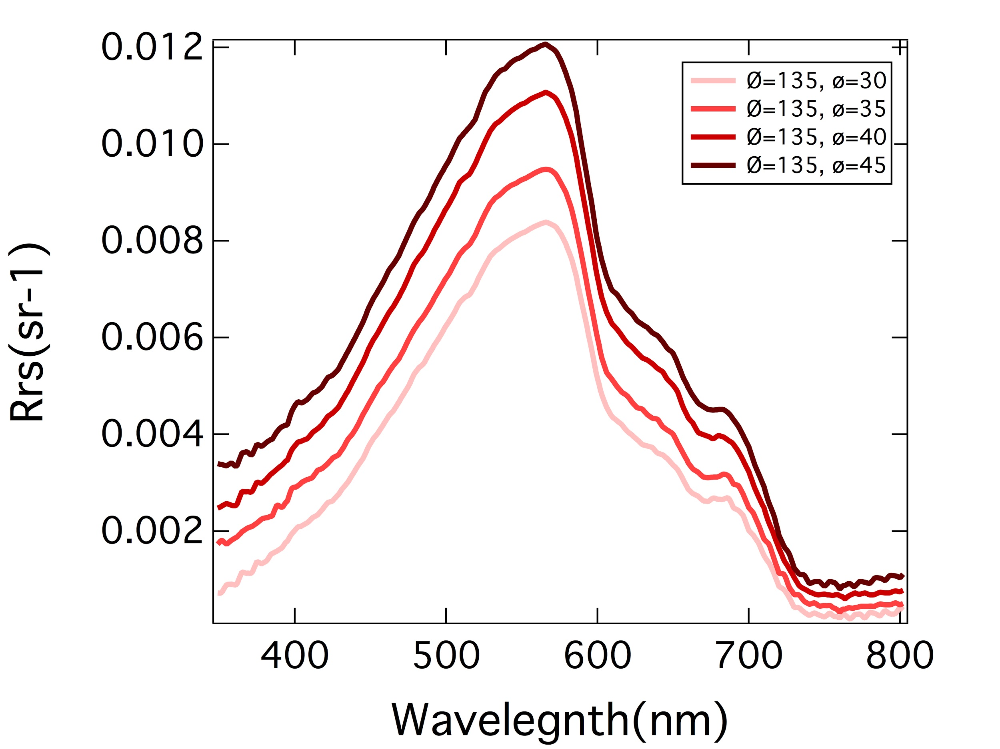 0.012
0.010
0.008
0.006
0.004
0.002
Rrs(sr-1)
Ø=135, ø=30
Ø=135, ø=35
Ø=135, ø=40
Ø=135, ø=45
400 500 600 700 800
Wavelegnth(nm)